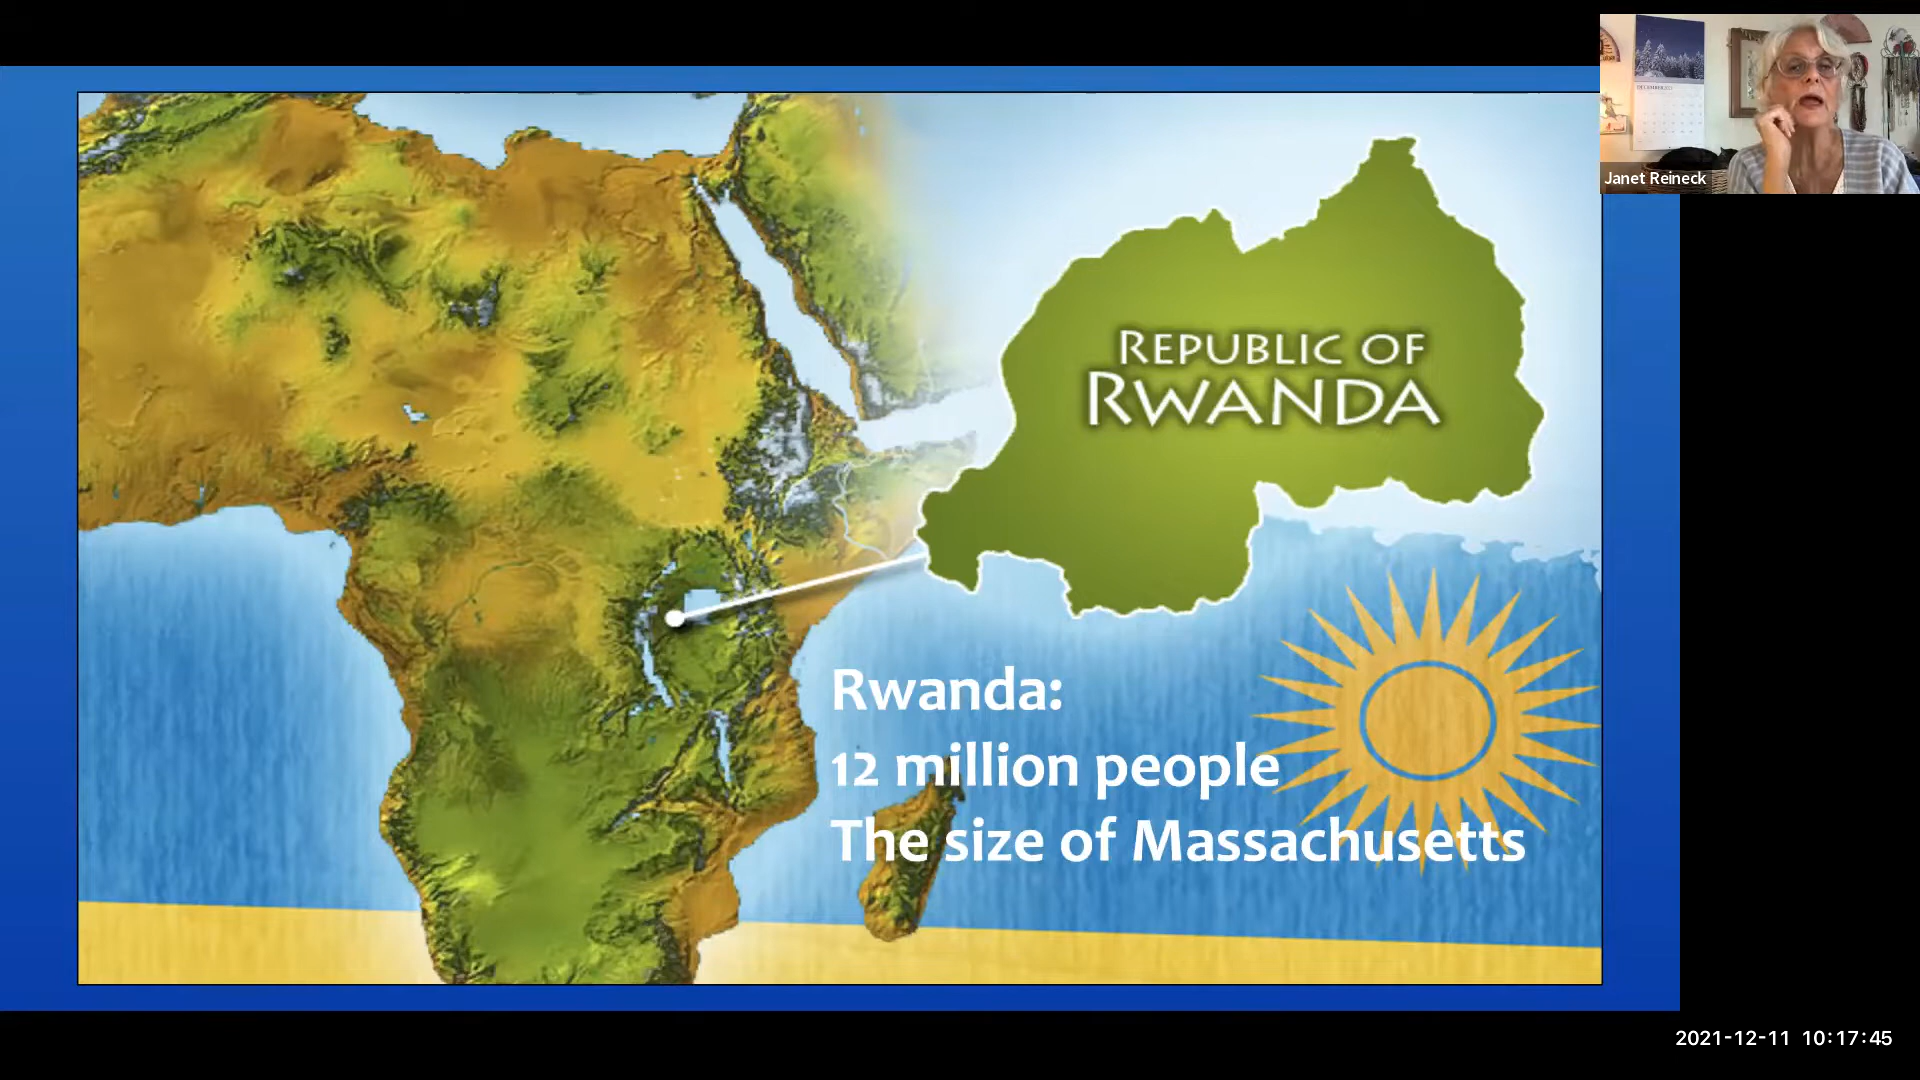 Janet Reineck
REPUBLIC OF
RWANDA
Rwanda:
12 million people
The size of Massachusetts
2021-12-11 10:17:45